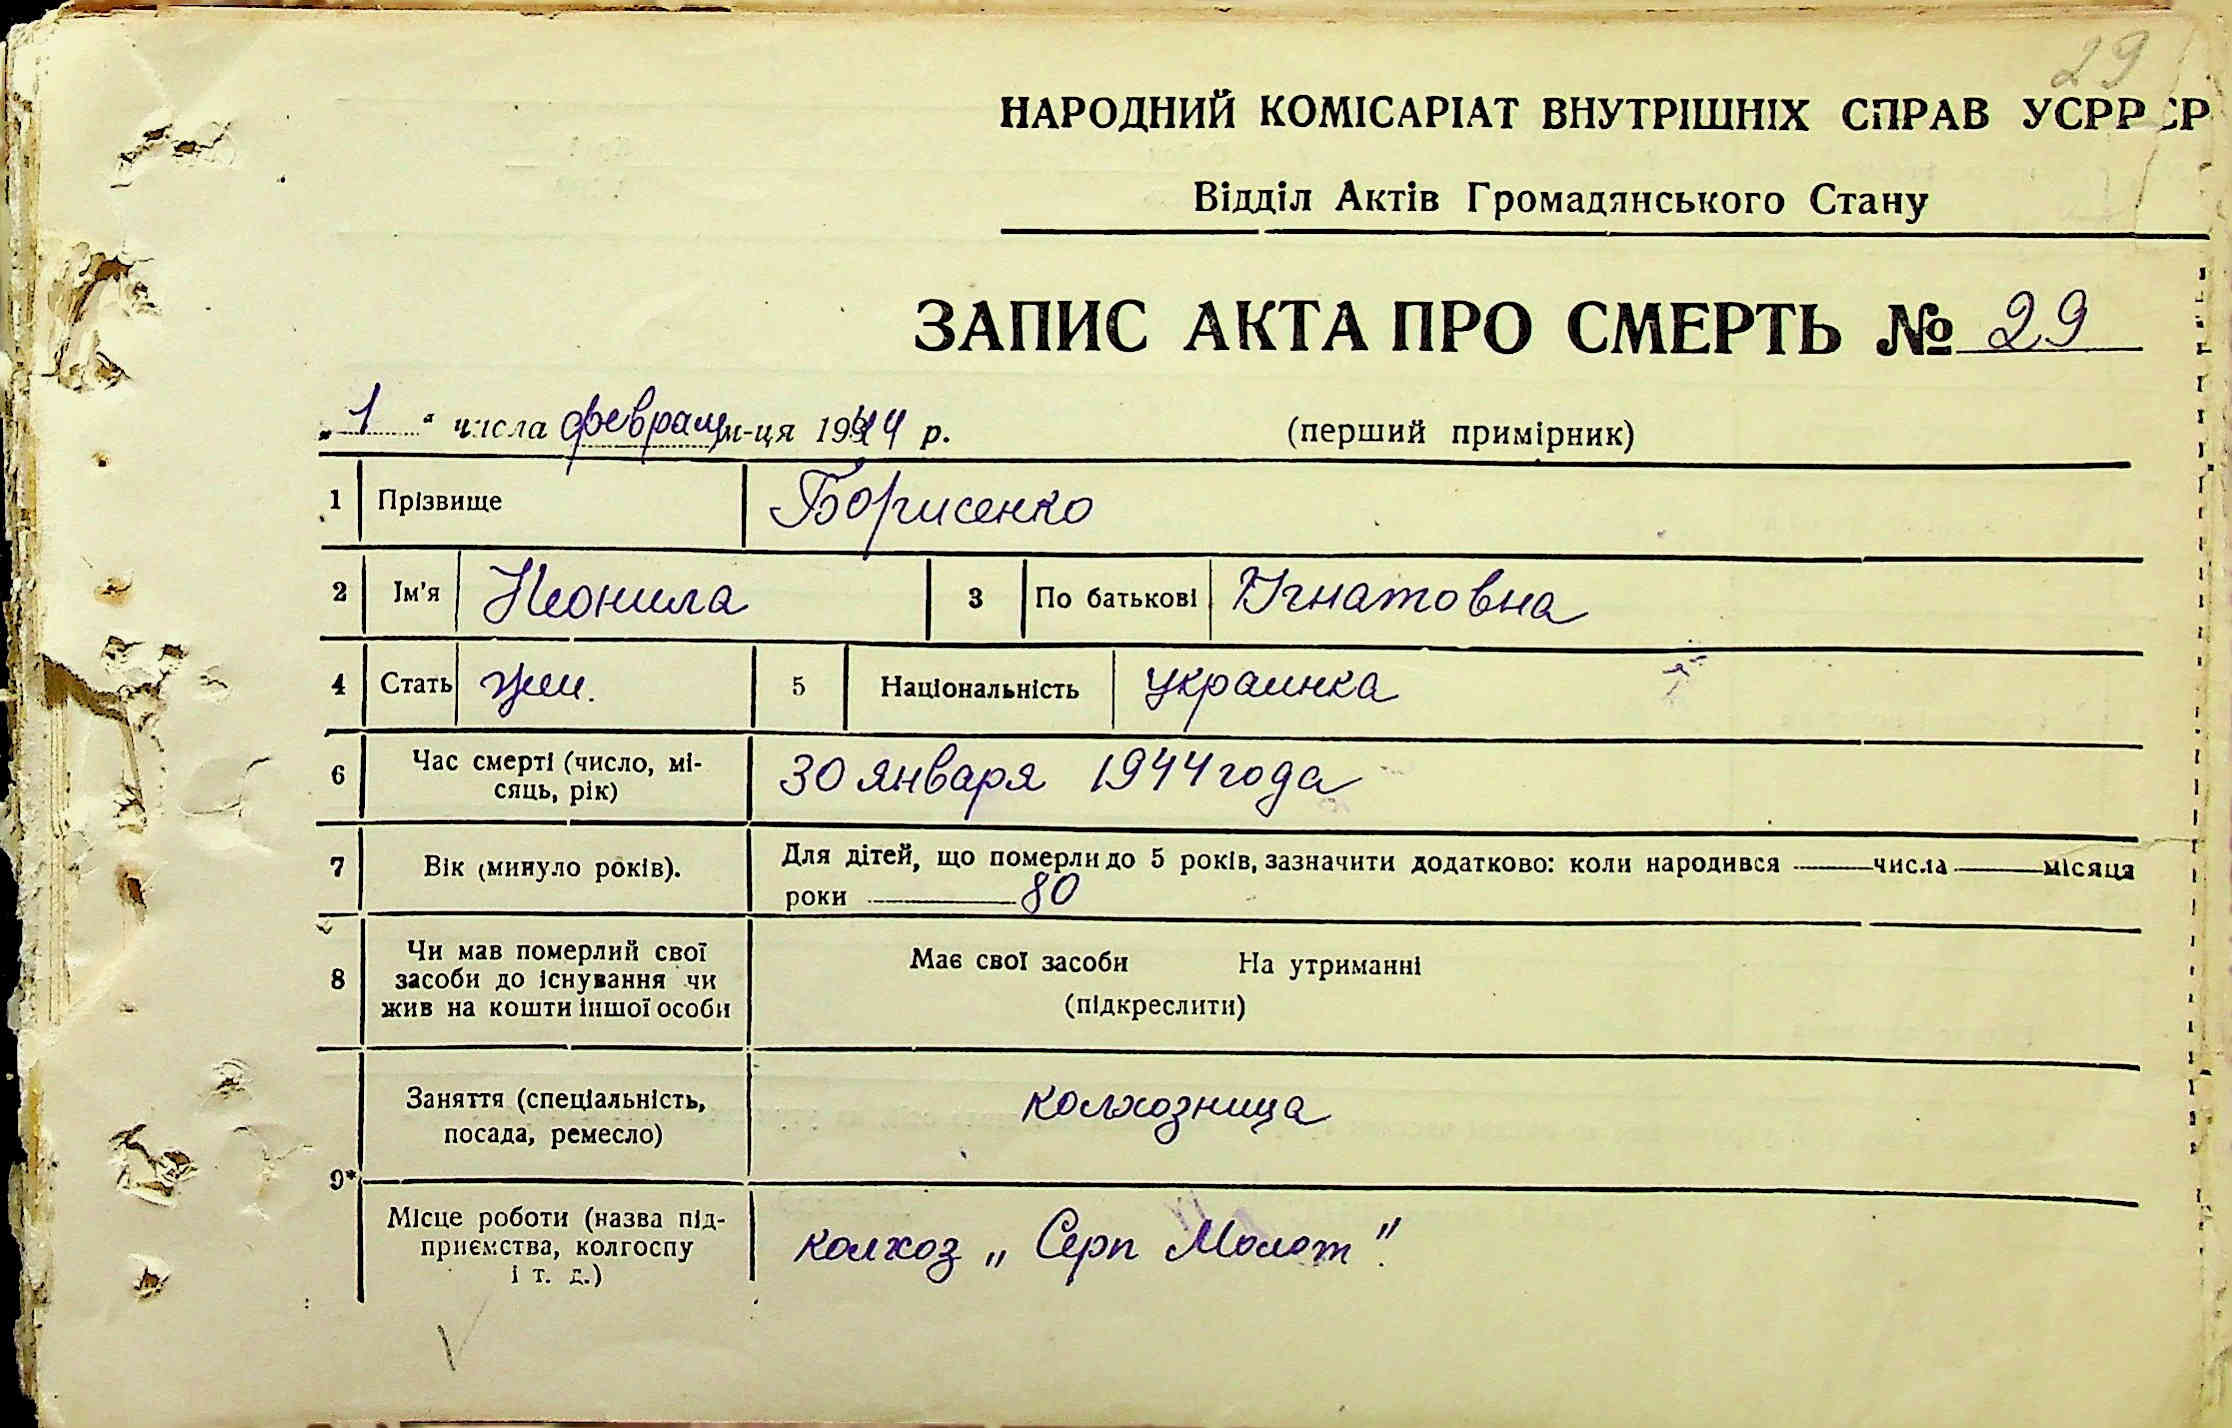 29
НАРОДНИЙ КОМІСАРІАТ ВНУТРІШНІХ СПРАВ УСРР
Відділ Актів Громадянського Стану
ЗАПИС АКТА ПРО СМЕРТЬ № 29
„ 1 “ числа февраля м-ця 1944 р. (перший примірник)
1 Прізвище Борисенко
2 Ім'я Неонила 3 По батькові Игнатовна
4 Стать жен. 5 Національність украинка
6 Час смерті (число, мі-
сяць, рік) 30 января 1944 года
7 Вік (минуло років). Для дітей, що померли до 5 років, зазначити додатково: коли народився числа місяця
роки 80
8 Чи мав померлий свої
засоби до існування чи
жив на кошти іншої особи
Має свої засоби На утриманні
(підкреслити)
9*
Заняття (спеціальність,
посада, ремесло) колхозница
Місце роботи (назва під-
приємства, колгоспу
і т. д.)
колхоз „ Серп Молот ".